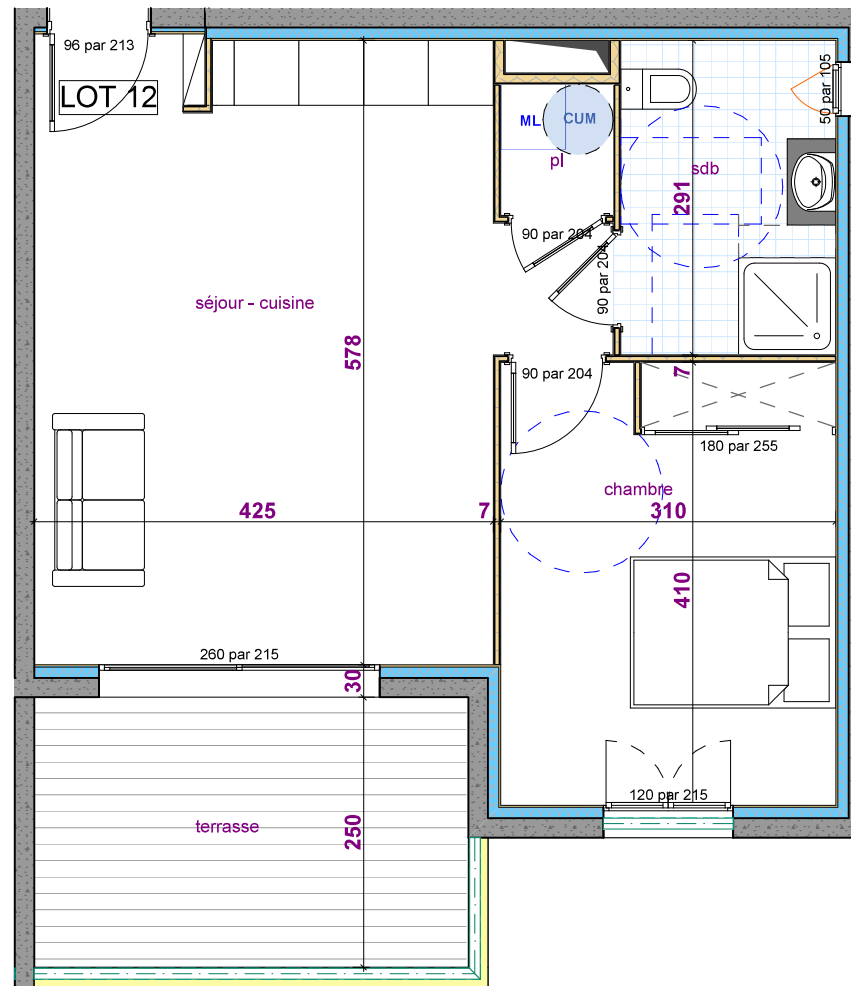 96 par 213
LOT 12
50 par 105
ML
CUM
pl
sdb
291
90 par 204
90 par 204
séjour - cuisine
578
90 par 204
7
180 par 255
chambre
425
7
310
410
260 par 215
30
120 par 215
terrasse
250